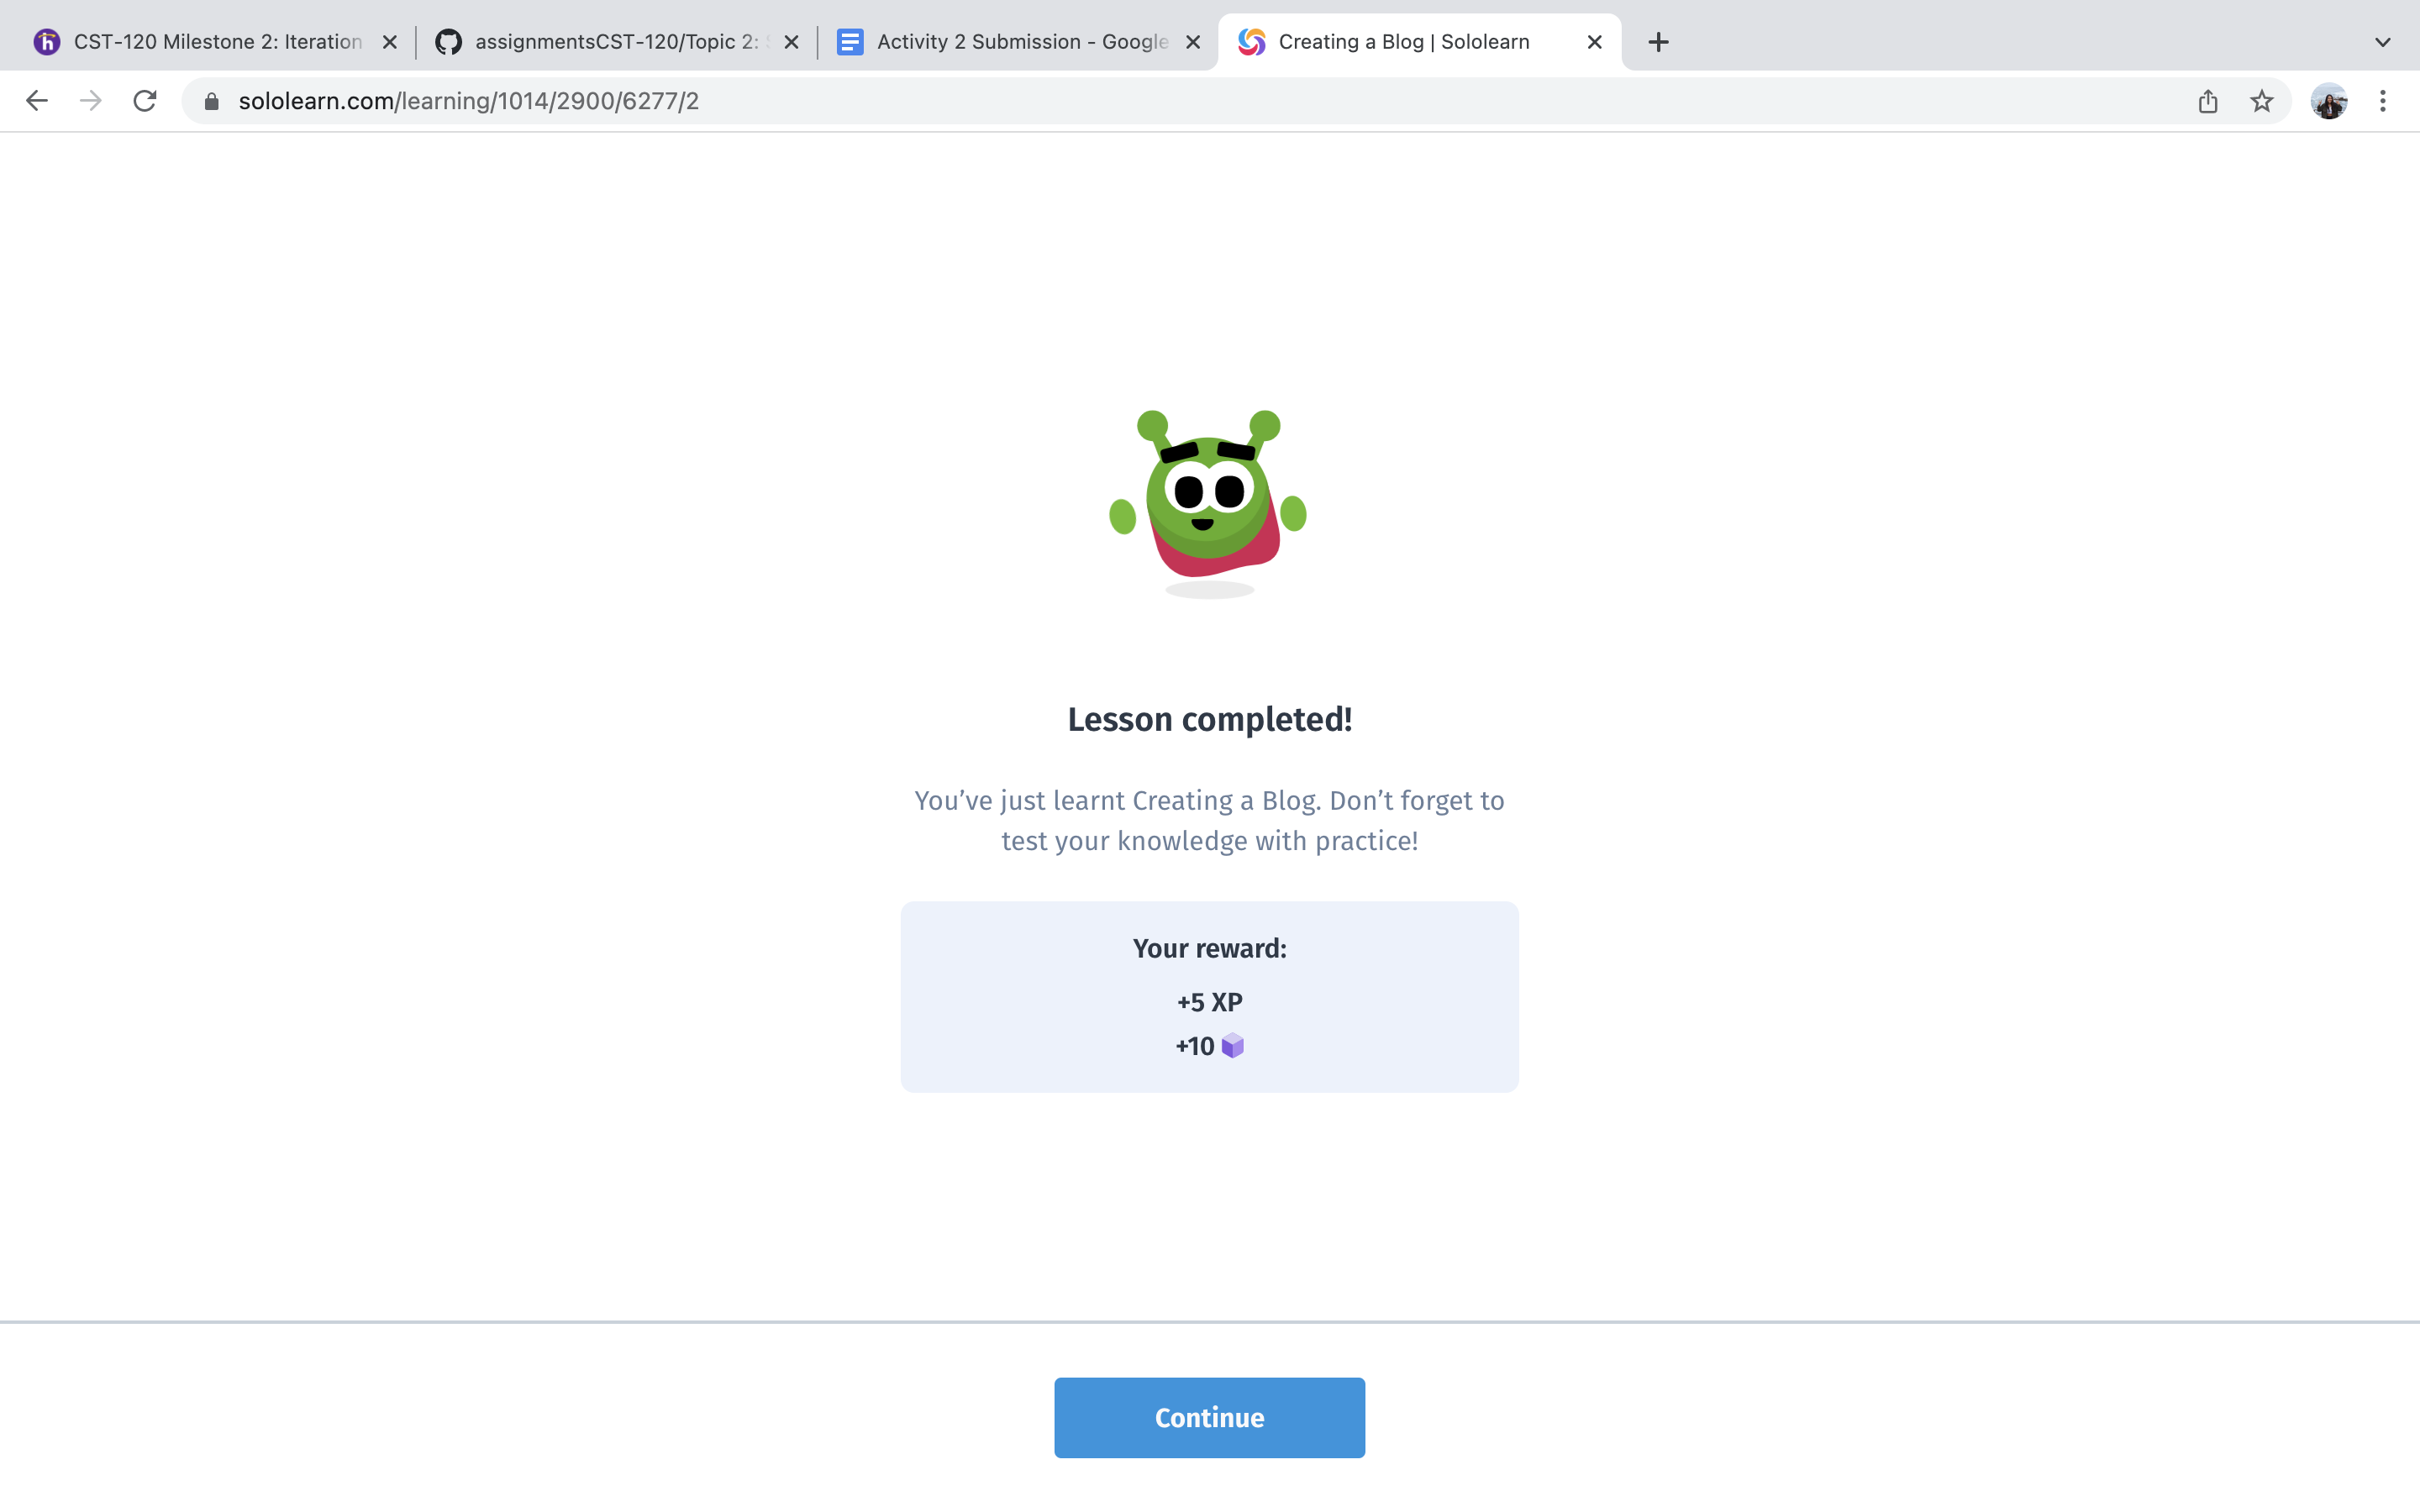 CST-120 Milestone 2: Iteration
assignmentsCST-120/Topic 2:
Activity 2 Submission - Google
Creating a Blog | Sololearn
sololearn.com/learning/1014/2900/6277/2
Lesson completed!
You’ve just learnt Creating a Blog. Don’t forget to
test your knowledge with practice!
Your reward:
+5 XP
+10
Continue